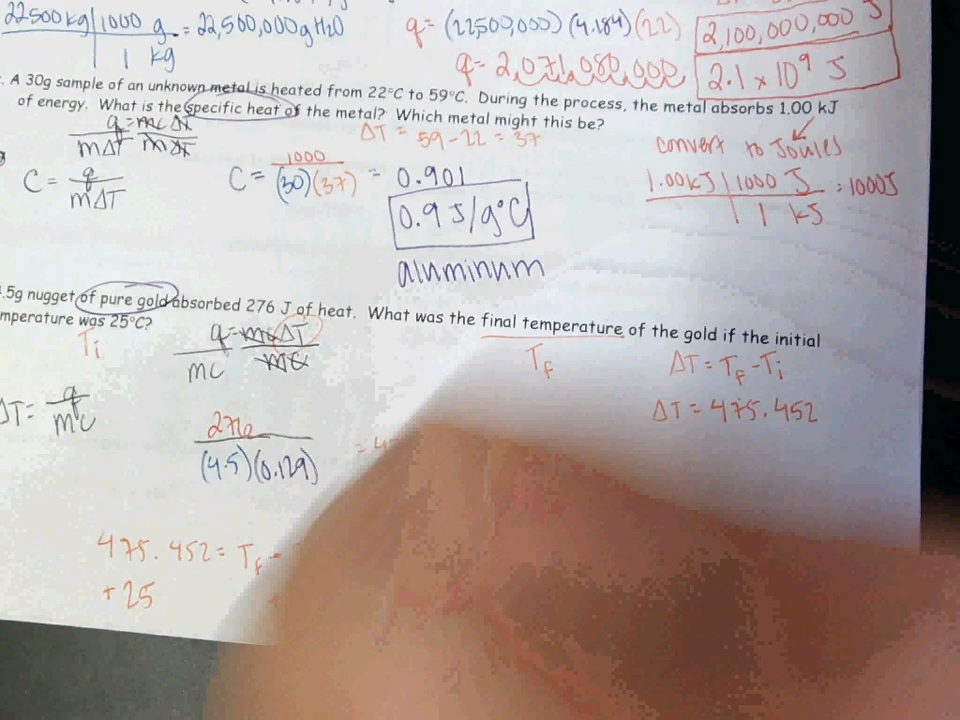 22500 kg | 1000 g = 22,500,000g H2O
1 kg
q = (22500,000) (4.184) (22)
q = 2,071,080,000
2,100,000,000 J
2.1 x 10⁹ J
. A 30g sample of an unknown metal is heated from 22°C to 59°C. During the process, the metal absorbs 1.00 kJ
of energy. What is the specific heat of the metal? Which metal might this be?
q = mCΔT
mΔT mΔT
ΔT = 59 - 22 = 37
convert to Joules
C = q
mΔT
C = 1000
(30)(37)
= 0.901
0.9 J/g°C
aluminum
1.00 kJ | 1000 J = 1000J
1 kJ
.5g nugget of pure gold absorbed 276 J of heat. What was the final temperature of the gold if the initial
mperature was 25°C?
Ti
q = mCΔT
mC mC
Tf
ΔT = Tf - Ti
ΔT = 475.452
ΔT = q
mC
276
(4.5)(0.129)
= 4
475.452 = Tf -
+ 25